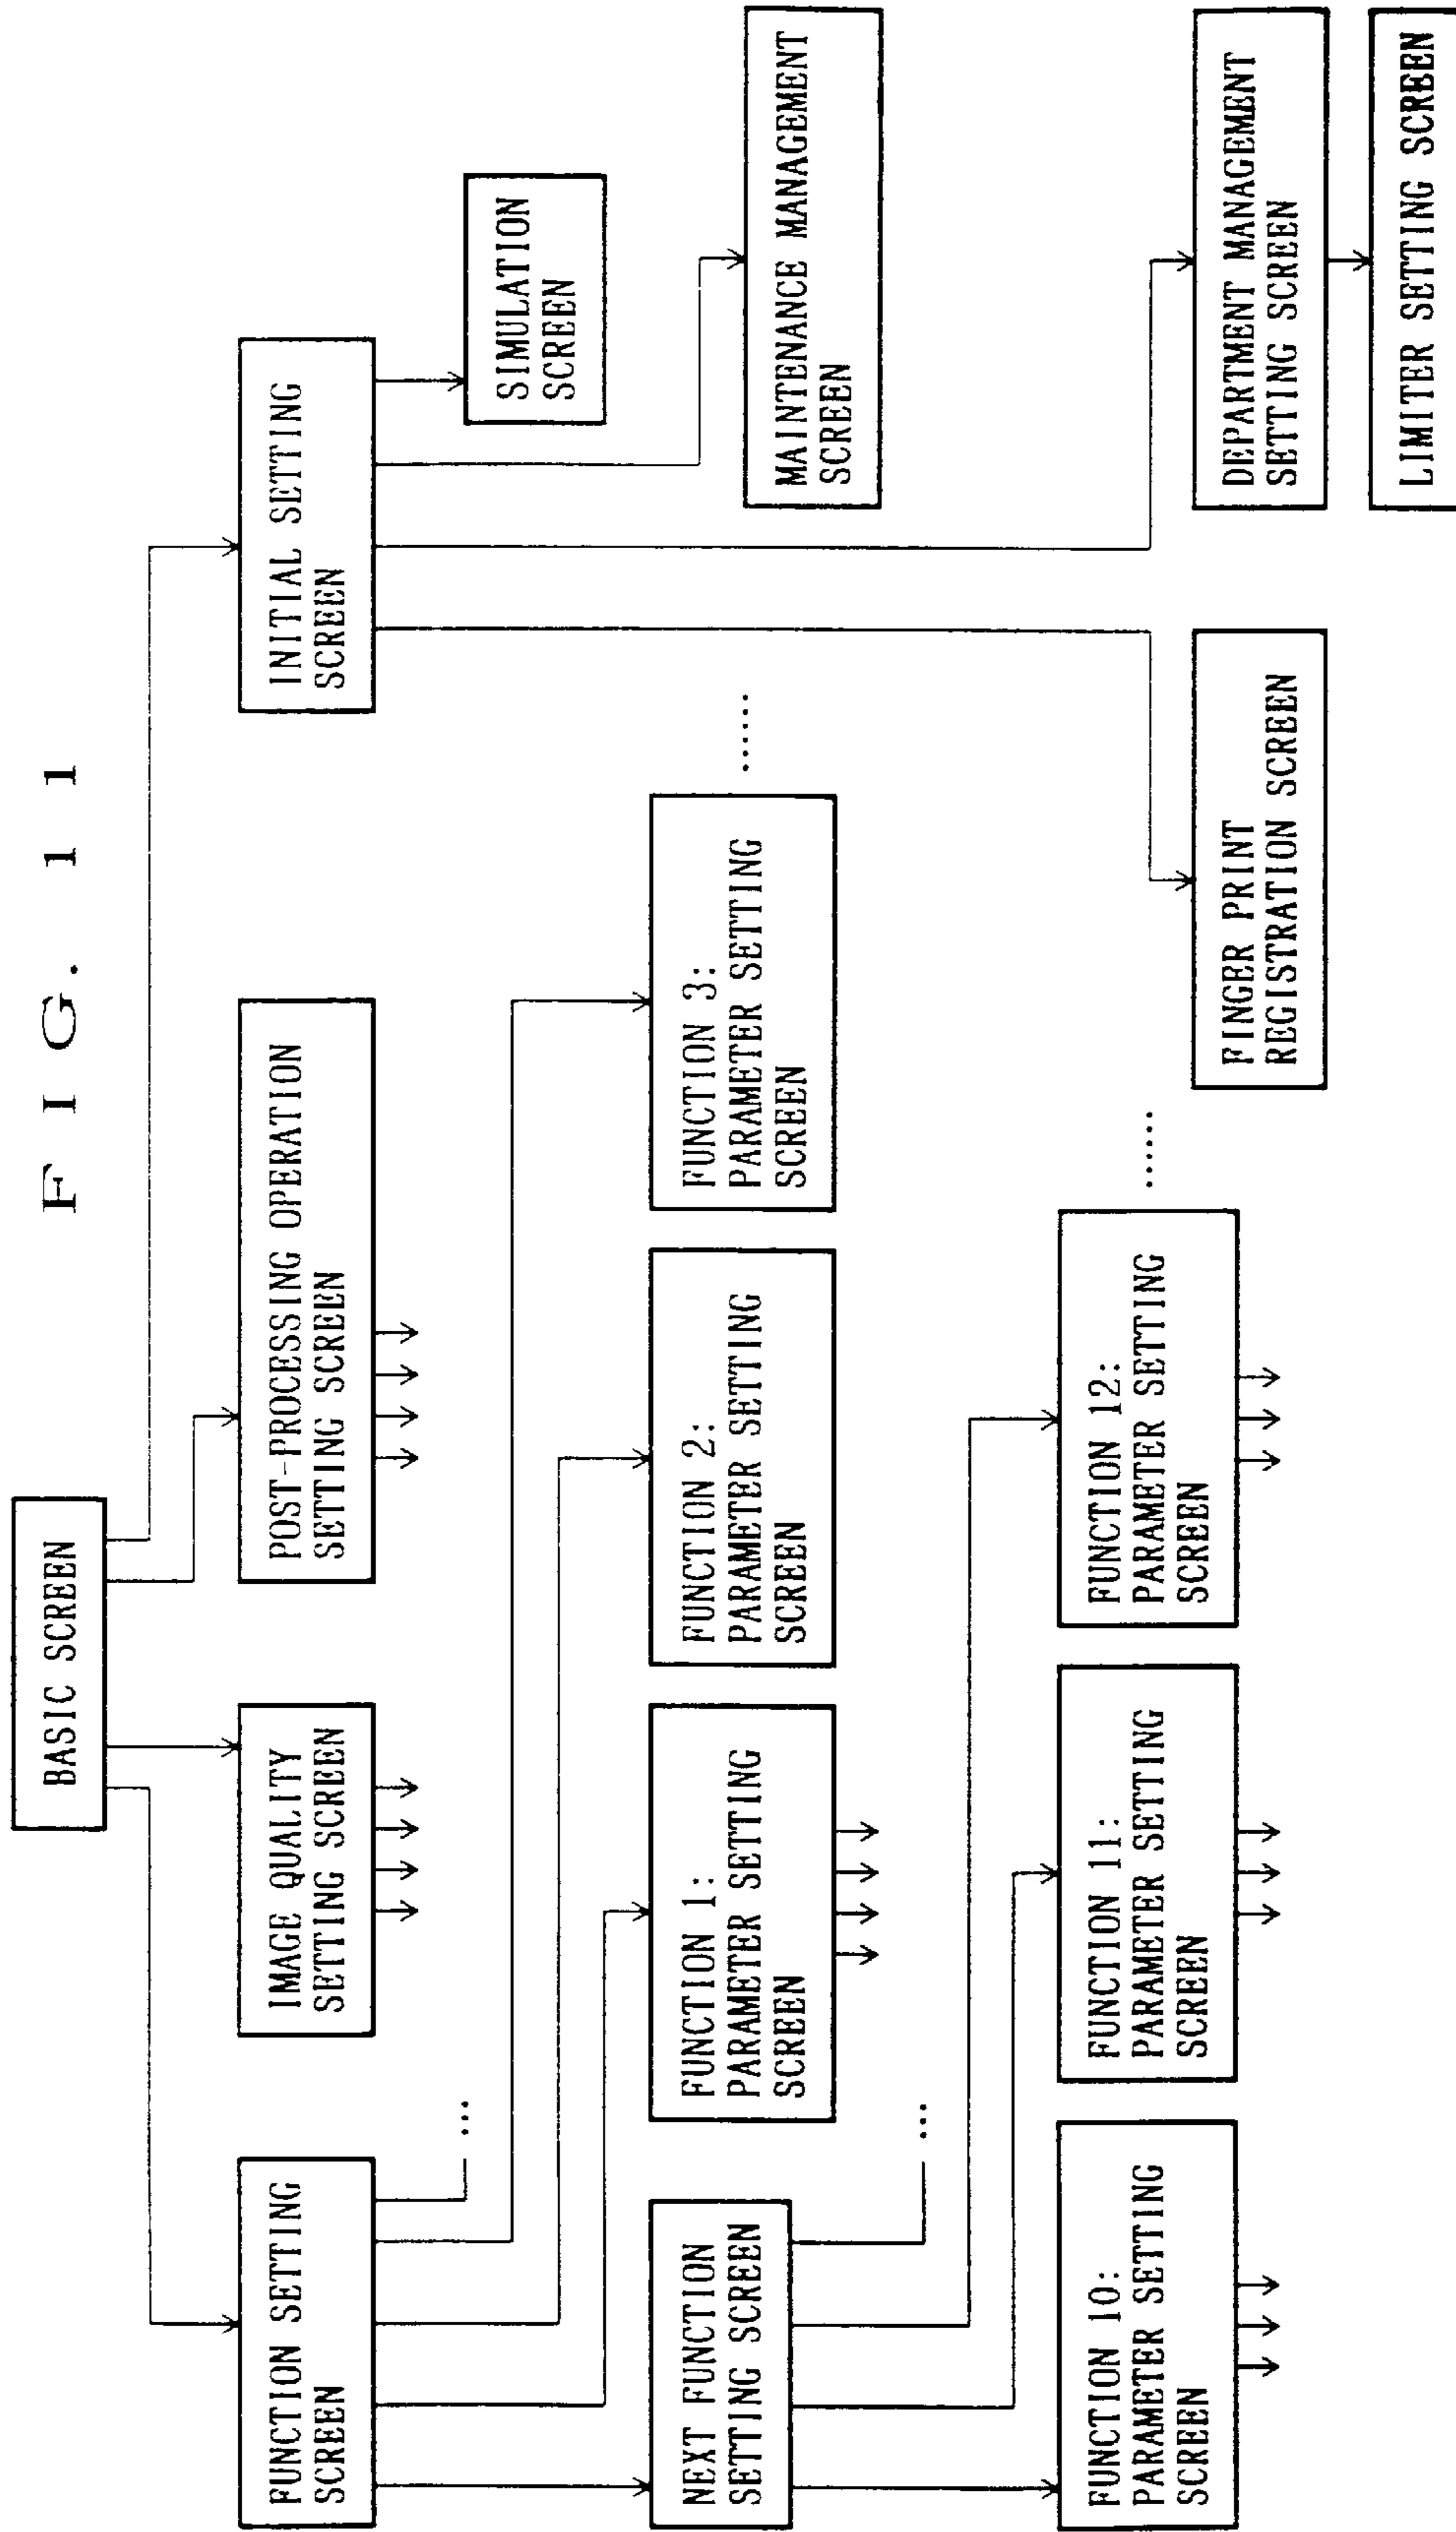 FIG. 11
BASIC SCREEN
FUNCTION SETTING
SCREEN
IMAGE QUALITY
SETTING SCREEN
POST-PROCESSING OPERATION
SETTING SCREEN
INITIAL SETTING
SCREEN
...
SIMULATION
SCREEN
NEXT FUNCTION
SETTING SCREEN
FUNCTION 1:
PARAMETER SETTING
SCREEN
FUNCTION 2:
PARAMETER SETTING
SCREEN
FUNCTION 3:
PARAMETER SETTING
SCREEN
......
MAINTENANCE MANAGEMENT
SCREEN
...
FUNCTION 10:
PARAMETER SETTING
SCREEN
FUNCTION 11:
PARAMETER SETTING
SCREEN
FUNCTION 12:
PARAMETER SETTING
SCREEN
......
FINGER PRINT
REGISTRATION SCREEN
DEPARTMENT MANAGEMENT
SETTING SCREEN
LIMITER SETTING SCREEN